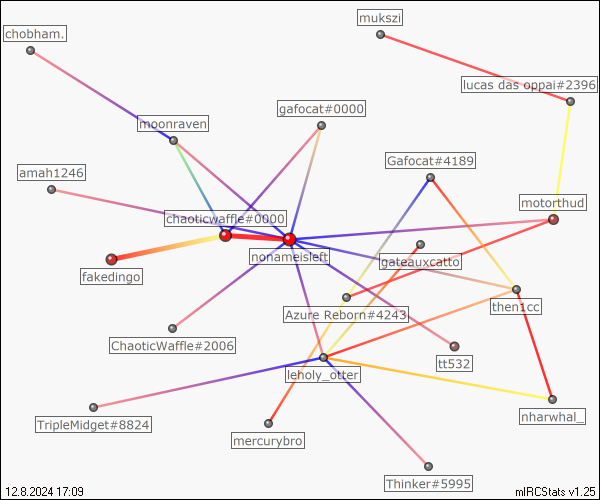 mukszi
chobham.
lucas das oppai#2396
gafocat#0000
moonraven
Gafocat#4189
amah1246
motorthud
chaoticwaffle#0000
nonameisleft
gateauxcatto
fakedingo
then1cc
Azure Reborn#4243
ChaoticWaffle#2006
tt532
leholy_otter
nharwhal_
TripleMidget#8824
mercurybro
Thinker#5995
12.8.2024 17:09
mIRCStats v1.25